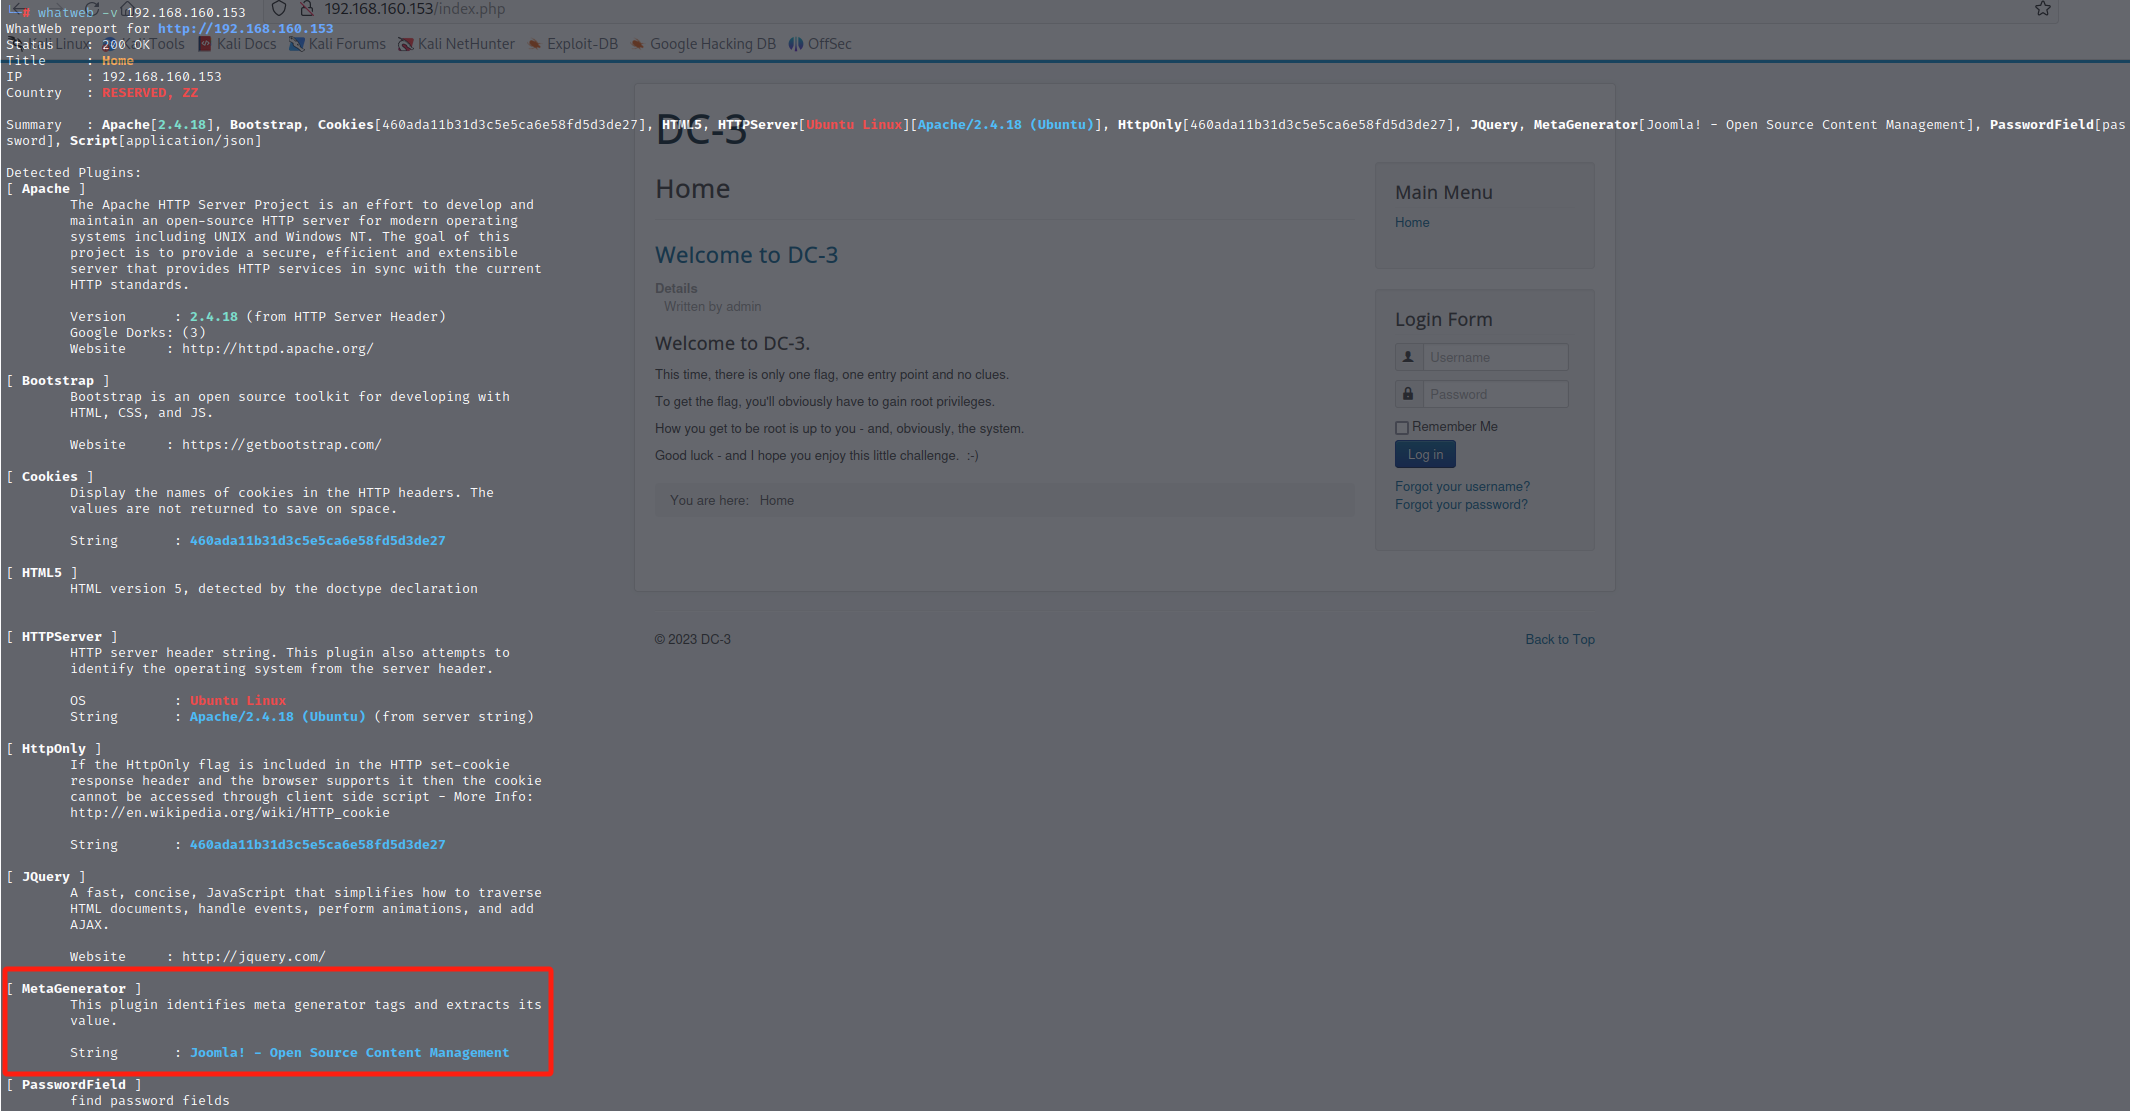 # whatweb -v 192.168.160.153
WhatWeb report for http://192.168.160.153
Status    : 200 OK
Title     : Home
IP        : 192.168.160.153
Country   : RESERVED, ZZ
Summary   : Apache[2.4.18], Bootstrap, Cookies[460ada11b31d3c5e5ca6e58fd5d3de27], HTML5, HTTPServer[Ubuntu Linux][Apache/2.4.18 (Ubuntu)], HttpOnly[460ada11b31d3c5e5ca6e58fd5d3de27], JQuery, MetaGenerator[Joomla! - Open Source Content Management], PasswordField[pas
sword], Script[application/json]
Detected Plugins:
[ Apache ]
The Apache HTTP Server Project is an effort to develop and
maintain an open-source HTTP server for modern operating
systems including UNIX and Windows NT. The goal of this
project is to provide a secure, efficient and extensible
server that provides HTTP services in sync with the current
HTTP standards.
Version      : 2.4.18 (from HTTP Server Header)
Google Dorks: (3)
Website     : http://httpd.apache.org/
[ Bootstrap ]
Bootstrap is an open source toolkit for developing with
HTML, CSS, and JS.
Website     : https://getbootstrap.com/
[ Cookies ]
Display the names of cookies in the HTTP headers. The
values are not returned to save on space.
String       : 460ada11b31d3c5e5ca6e58fd5d3de27
[ HTML5 ]
HTML version 5, detected by the doctype declaration
[ HTTPServer ]
HTTP server header string. This plugin also attempts to
identify the operating system from the server header.
OS           : Ubuntu Linux
String       : Apache/2.4.18 (Ubuntu) (from server string)
[ HttpOnly ]
If the HttpOnly flag is included in the HTTP set-cookie
response header and the browser supports it then the cookie
cannot be accessed through client side script - More Info:
http://en.wikipedia.org/wiki/HTTP_cookie
String       : 460ada11b31d3c5e5ca6e58fd5d3de27
[ JQuery ]
A fast, concise, JavaScript that simplifies how to traverse
HTML documents, handle events, perform animations, and add
AJAX.
Website     : http://jquery.com/
[ MetaGenerator ]
This plugin identifies meta generator tags and extracts its
value.
String       : Joomla! - Open Source Content Management
[ PasswordField ]
find password fields
192.168.160.153/index.php
Kali Linux
Kali Tools
Kali Docs
Kali Forums
Kali NetHunter
Exploit-DB
Google Hacking DB
OffSec
DC-3
Home
Welcome to DC-3
Details
Written by admin
Welcome to DC-3.
This time, there is only one flag, one entry point and no clues.
To get the flag, you'll obviously have to gain root privileges.
How you get to be root is up to you - and, obviously, the system.
Good luck - and I hope you enjoy this little challenge. :-)
You are here: Home
Main Menu
Home
Login Form
Username
Password
Remember Me
Log in
Forgot your username?
Forgot your password?
© 2023 DC-3
Back to Top